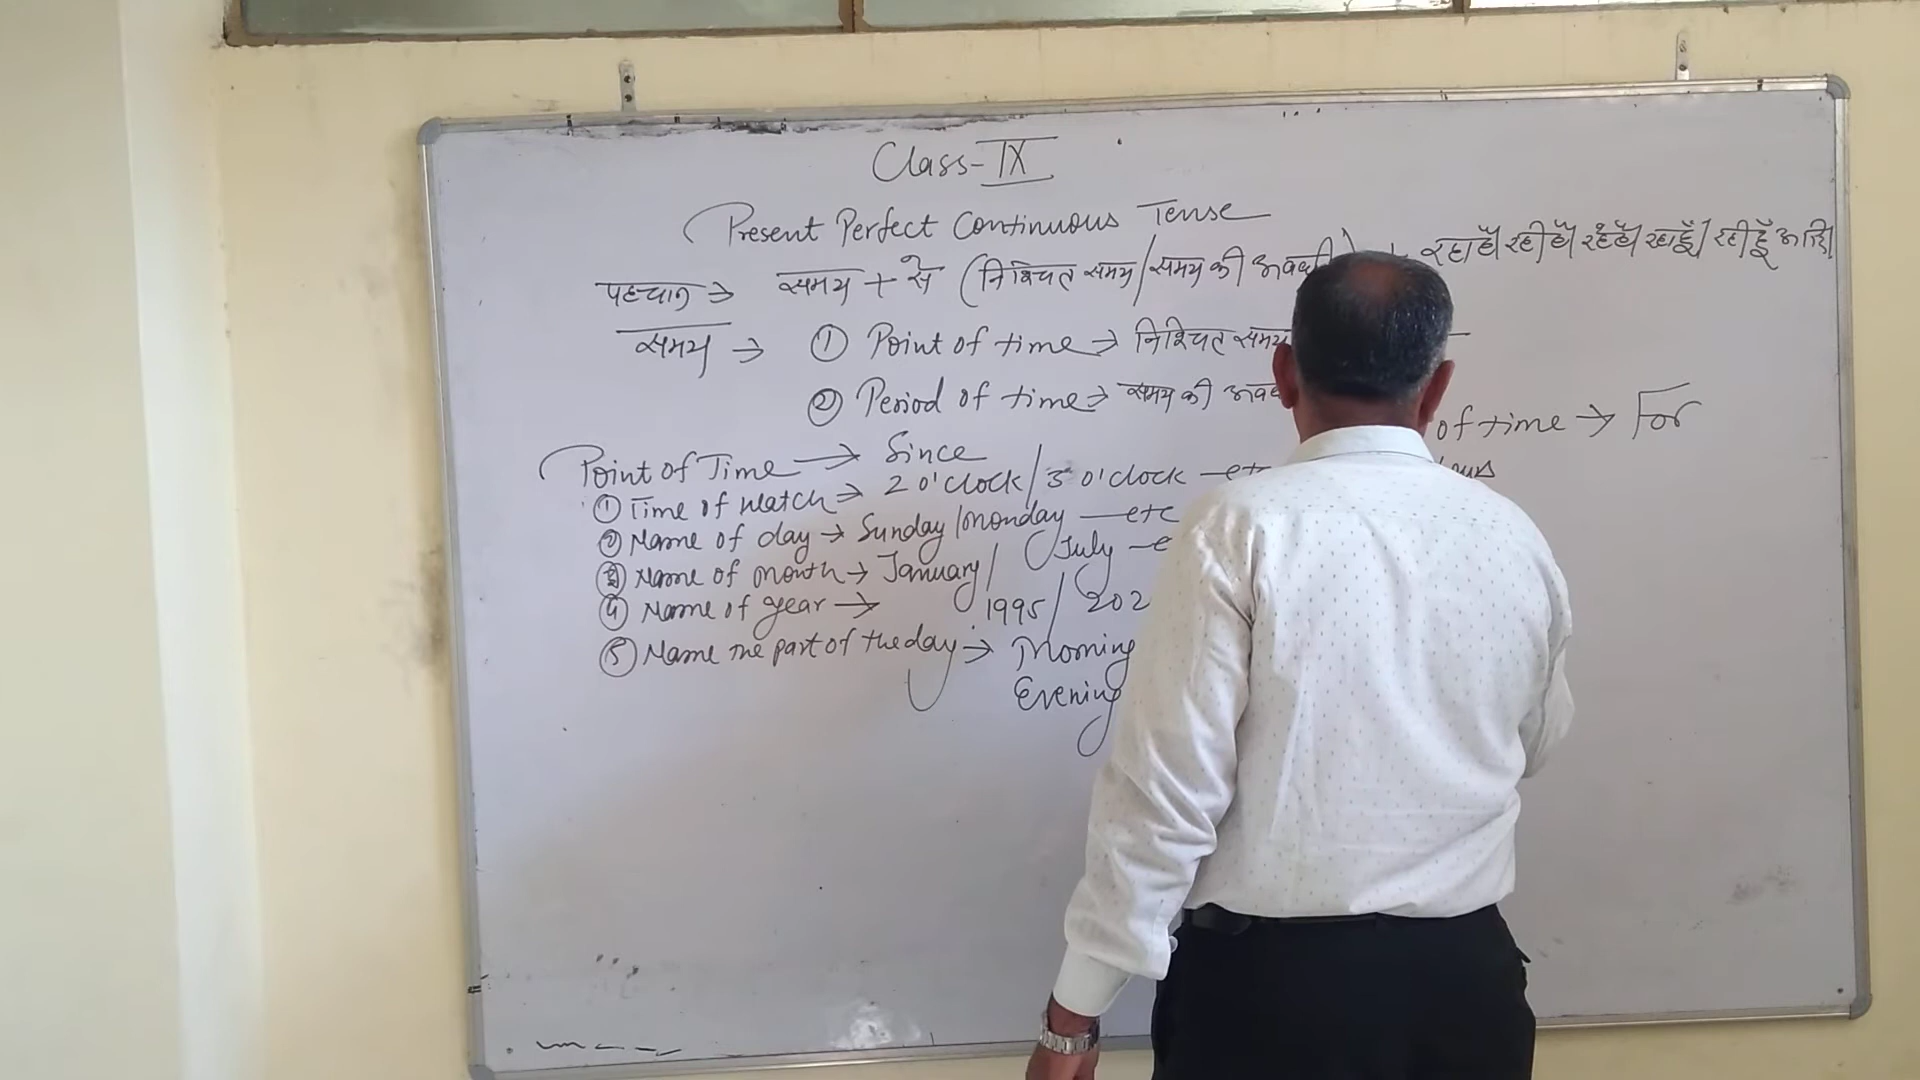 Class-IX
Present Perfect Continuous Tense
पहचान → समय + से (निश्चित समय/समय की अवधी रहा है/ रही है/ रहे हैं/ रहा हूँ/ रही हूँ आदि
समय → ① Point of time → निश्चित समय
② Period of time → समय की अव
Point of Time → Since
of time → For
① Time of watch → 2 o'clock/3 o'clock — etc
② Name of day → Sunday/monday — etc
③ Name of month → January/ July — e
④ Name of year → 1995/ 202
⑤ Name the part of the day → Morning
Evening